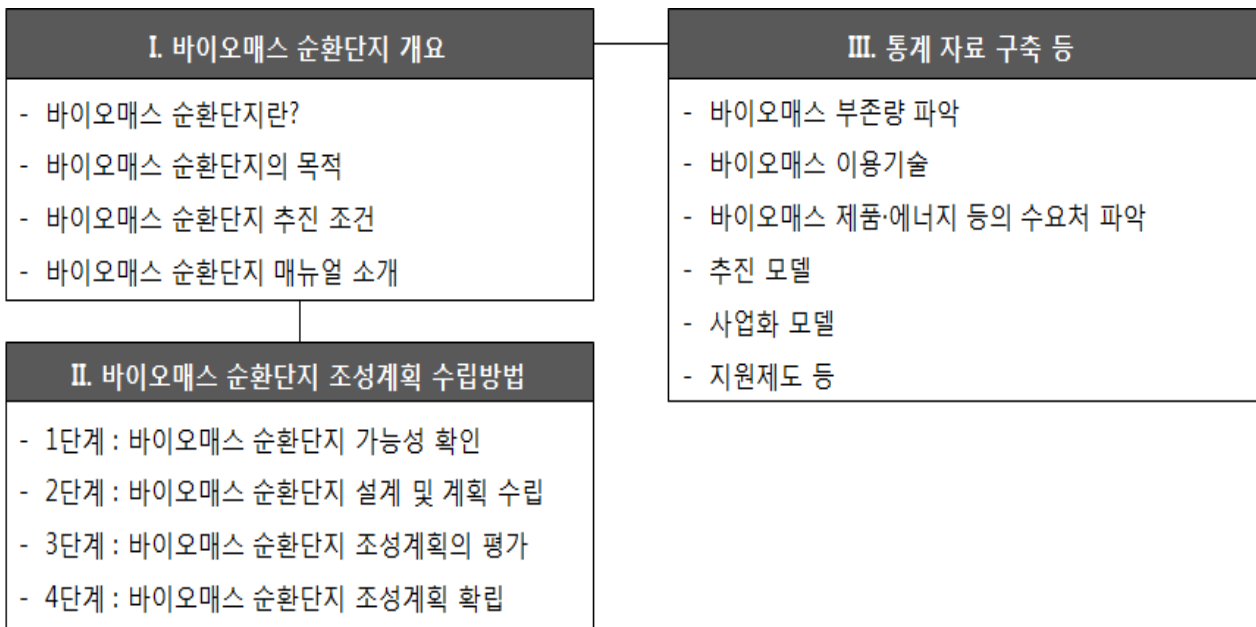 Ⅰ. 바이오매스 순환단지 개요
- 바이오매스 순환단지란?
- 바이오매스 순환단지의 목적
- 바이오매스 순환단지 추진 조건
- 바이오매스 순환단지 매뉴얼 소개
Ⅱ. 바이오매스 순환단지 조성계획 수립방법
- 1단계 : 바이오매스 순환단지 가능성 확인
- 2단계 : 바이오매스 순환단지 설계 및 계획 수립
- 3단계 : 바이오매스 순환단지 조성계획의 평가
- 4단계 : 바이오매스 순환단지 조성계획 확립
Ⅲ. 통계 자료 구축 등
- 바이오매스 부존량 파악
- 바이오매스 이용기술
- 바이오매스 제품·에너지 등의 수요처 파악
- 추진 모델
- 사업화 모델
- 지원제도 등